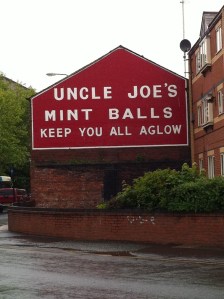 UNCLE JOE'S
MINT BALLS
KEEP YOU ALL AGLOW